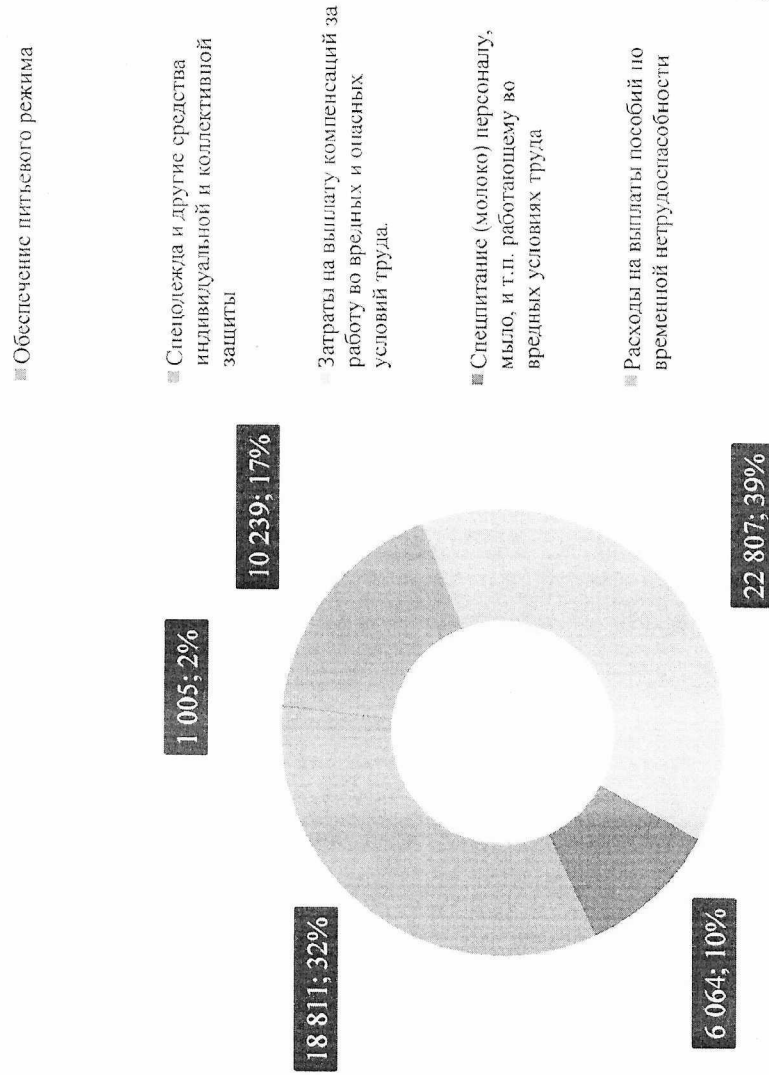 Обеспечение питьевого режима
Спецодежда и другие средства
индивидуальной и коллективной
защиты
Затраты на выплату компенсаций за
работу во вредных и опасных
условий труда.
Спецпитание (молоко) персоналу,
мыло, и т.п. работающему во
вредных условиях труда
Расходы на выплаты пособий по
временной нетрудоспасобности
1 005; 2%
10 239; 17%
18 811; 32%
22 807; 39%
6 064; 10%